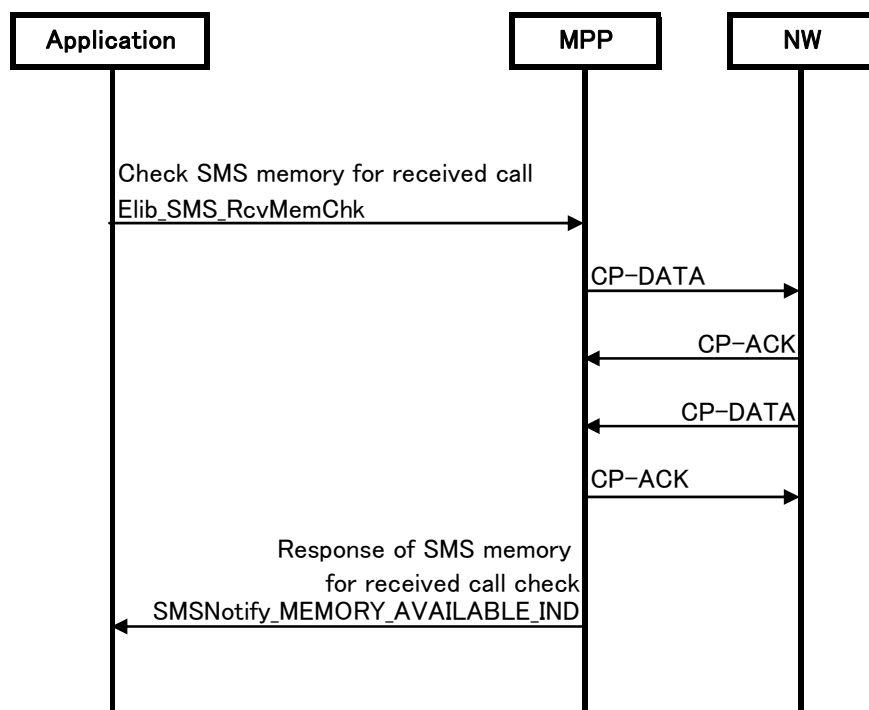 Application
MPP
NW
Check SMS memory for received call
Elib_SMS_RcvMemChk
CP-DATA
CP-ACK
CP-DATA
CP-ACK
Response of SMS memory
for received call check
SMSNotify_MEMORY_AVAILABLE_IND